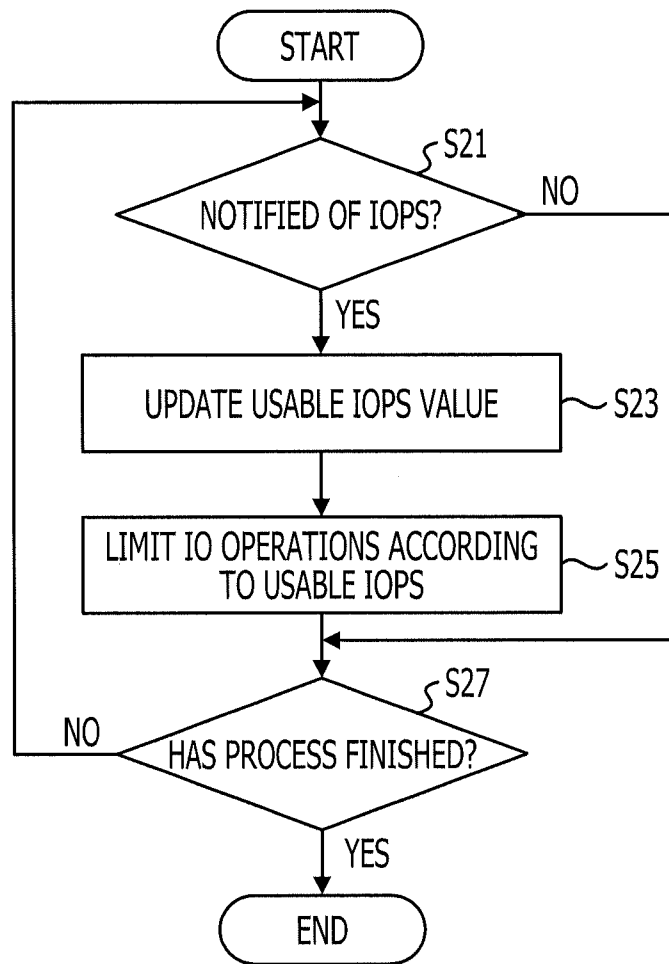 START
S21
NOTIFIED OF IOPS?
NO
YES
UPDATE USABLE IOPS VALUE
S23
LIMIT IO OPERATIONS ACCORDING
TO USABLE IOPS
S25
S27
NO
HAS PROCESS FINISHED?
YES
END